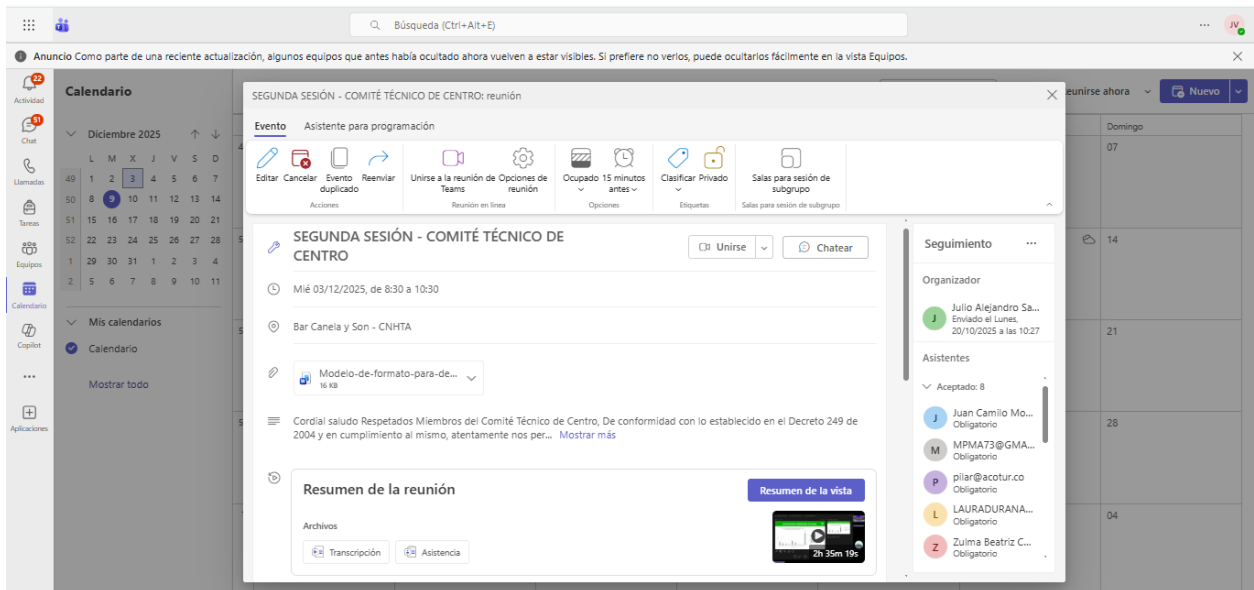 Búsqueda (Ctrl+Alt+E)
JV
Anuncio Como parte de una reciente actualización, algunos equipos que antes había ocultado ahora vuelven a estar visibles. Si prefiere no verlos, puede ocultarlos fácilmente en la vista Equipos.
22
Actividad
Chat
Llamadas
Tareas
Equipos
Calendario
Copilot
Aplicaciones
Calendario
Diciembre 2025
L M X J V S D
49 1 2 3 4 5 6 7
50 8 9 10 11 12 13 14
51 15 16 17 18 19 20 21
52 22 23 24 25 26 27 28
1 29 30 31 1 2 3 4
2 5 6 7 8 9 10 11
Mis calendarios
Calendario
Mostrar todo
ahora
Nuevo
Domingo
07
14
21
28
04
SEGUNDA SESIÓN - COMITÉ TÉCNICO DE CENTRO: reunión
Evento Asistente para programación
Editar Cancelar Evento duplicado Reenviar
Acciones
Unirse a la reunión de Teams Opciones de reunión
Reunión en línea
Ocupado 15 minutos antes
Opciones
Clasificar Privado
Etiquetas
Salas para sesión de subgrupo
Salas para sesión de subgrupo
SEGUNDA SESIÓN - COMITÉ TÉCNICO DE
CENTRO
Unirse
Chatear
Mié 03/12/2025, de 8:30 a 10:30
Bar Canela y Son - CNHTA
Modelo-de-formato-para-de...
16 KB
Cordial saludo Respetados Miembros del Comité Técnico de Centro, De conformidad con lo establecido en el Decreto 249 de
2004 y en cumplimiento al mismo, atentamente nos per... Mostrar más
Resumen de la reunión
Resumen de la vista
Archivos
Transcripción Asistencia
2h 35m 19s
Seguimiento
Organizador
J
Julio Alejandro Sa...
Enviado el Lunes,
20/10/2025 a las 10:27
Asistentes
Aceptado: 8
J
Juan Camilo Mo...
Obligatorio
M
MPMA73@GMA...
Obligatorio
P
pilar@acotur.co
Obligatorio
L
LAURADURANA...
Obligatorio
Z
Zulma Beatriz C...
Obligatorio